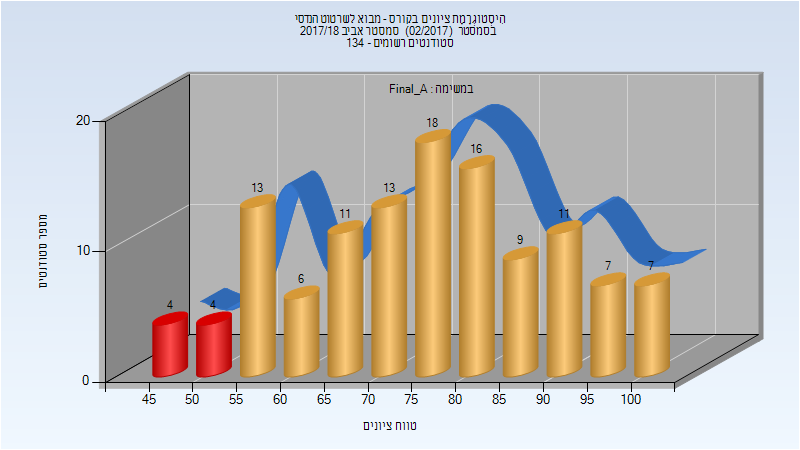 הִיסְטוֹגְרָמַת ציונים בקורס - מבוא לשרטוט הנדסי
בסמסטר (02/2017) סמסטר אביב 2017/18
סטודנטים רשומים - 134
במשימה : Final_A
מספר סטודנטים
20
10
0
4
4
13
6
11
13
18
16
9
11
7
7
45 50 55 60 65 70 75 80 85 90 95 100
טווח ציונים